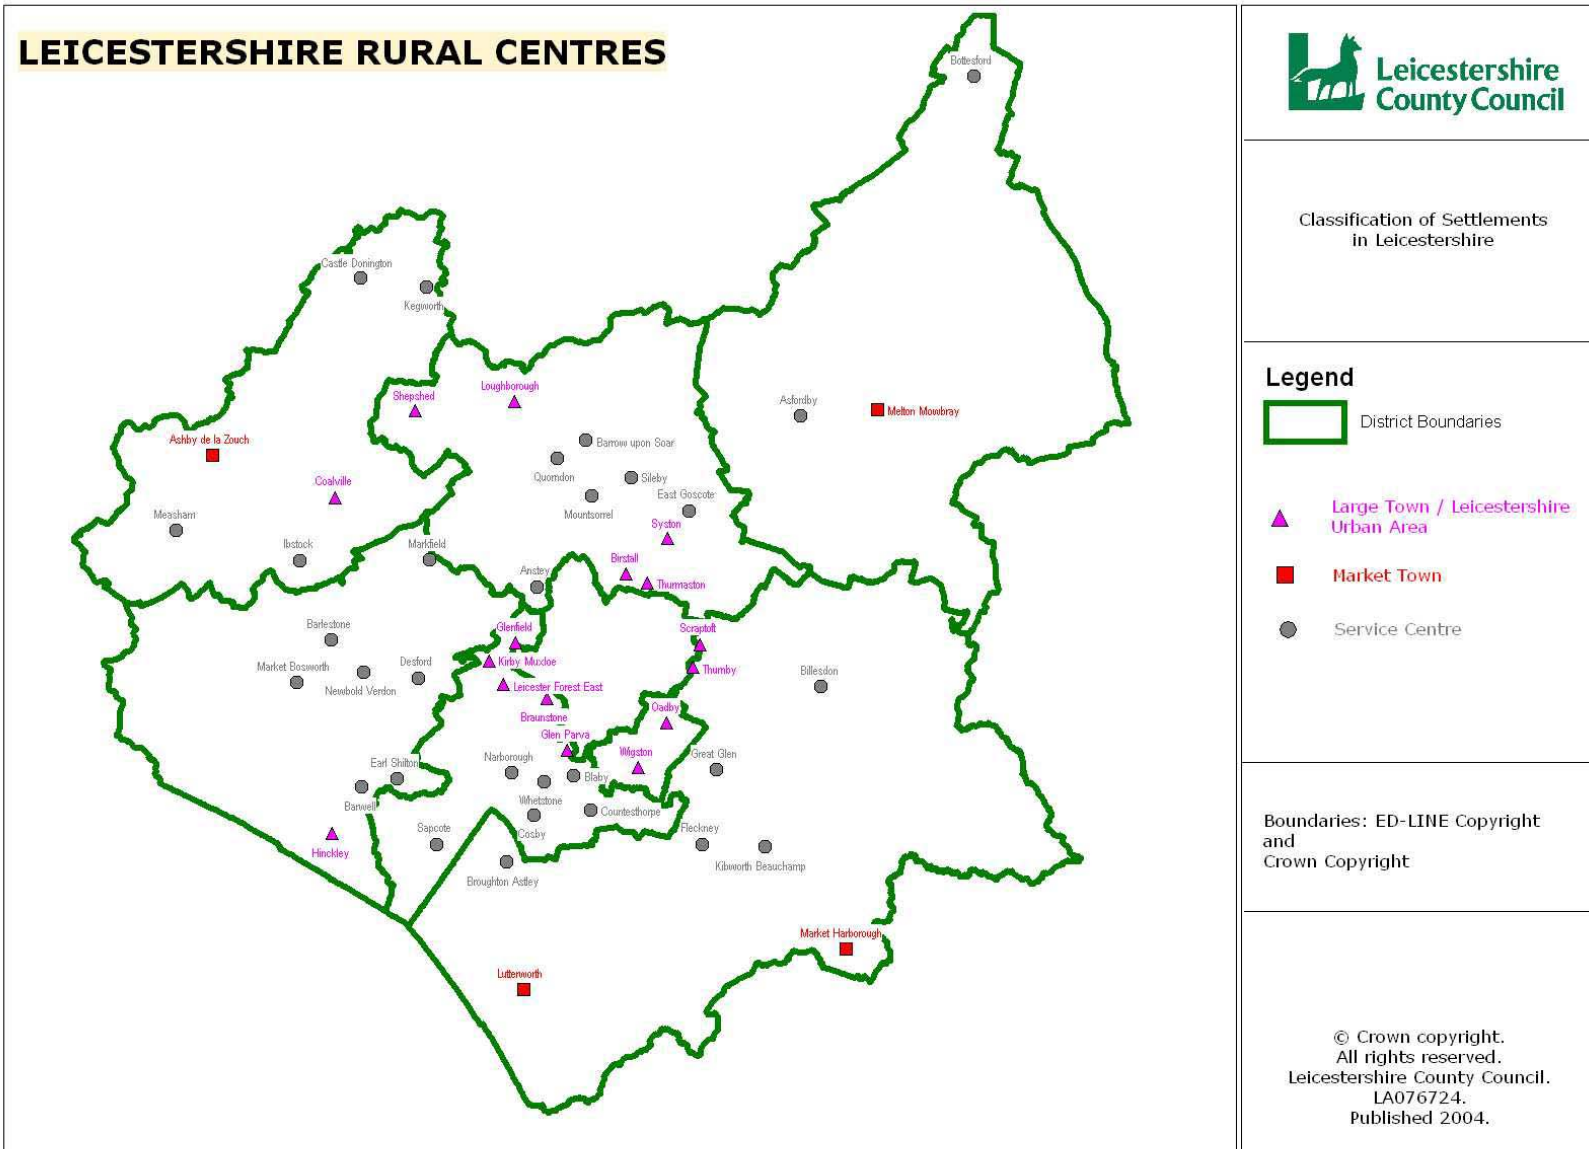 LEICESTERSHIRE RURAL CENTRES
Bottesford
Castle Donington
Kegworth
Shepshed
Loughborough
Asfordby
Melton Mowbray
Ashby de la Zouch
Barrow upon Soar
Coalville
Quorndon
Sileby
Mountsorrel
East Goscote
Measham
Syston
Ibstock
Markfield
Birstall
Anstey
Thurmaston
Barlestone
Glenfield
Scraptoft
Market Bosworth
Desford
Kirby Muxloe
Thurnby
Billesdon
Newbold Verdon
Leicester Forest East
Braunstone
Oadby
Glen Parva
Narborough
Wigston
Great Glen
Earl Shilton
Blaby
Barwell
Whetstone
Countesthorpe
Sapcote
Cosby
Fleckney
Hinckley
Kibworth Beauchamp
Broughton Astley
Market Harborough
Lutterworth
Leicestershire
County Council
Classification of Settlements
in Leicestershire
Legend
District Boundaries
Large Town / Leicestershire
Urban Area
Market Town
Service Centre
Boundaries: ED-LINE Copyright
and
Crown Copyright
© Crown copyright.
All rights reserved.
Leicestershire County Council.
LA076724.
Published 2004.